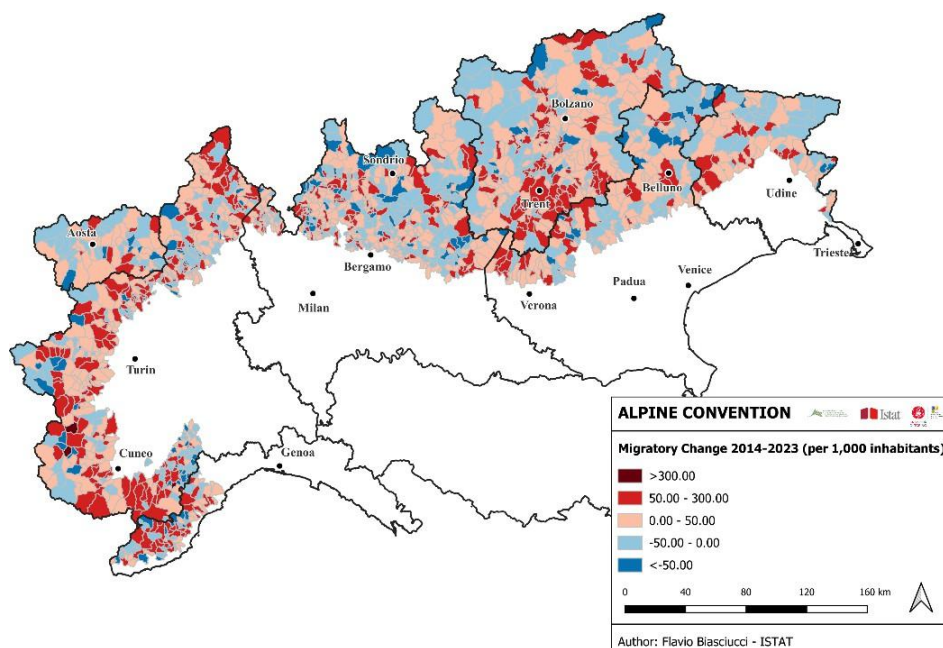 Bolzano
Sondrio
Trent
Belluno
Udine
Aosta
Trieste
Bergamo
Venice
Padua
Verona
Milan
Turin
Cuneo
Genoa
ALPINE CONVENTION
Istat
Migratory Change 2014-2023 (per 1,000 inhabitants)
>300.00
50.00 - 300.00
0.00 - 50.00
-50.00 - 0.00
<-50.00
0 40 80 120 160 km
Author: Flavio Biasciucci - ISTAT